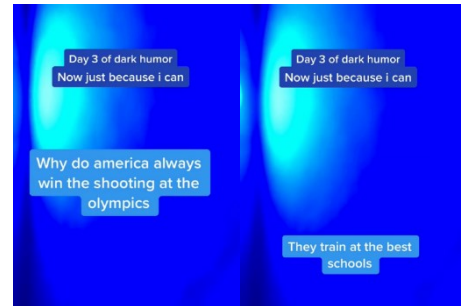 Day 3 of dark humor
Now just because i can
Why do america always
win the shooting at the
olympics
Day 3 of dark humor
Now just because i can
They train at the best
schools